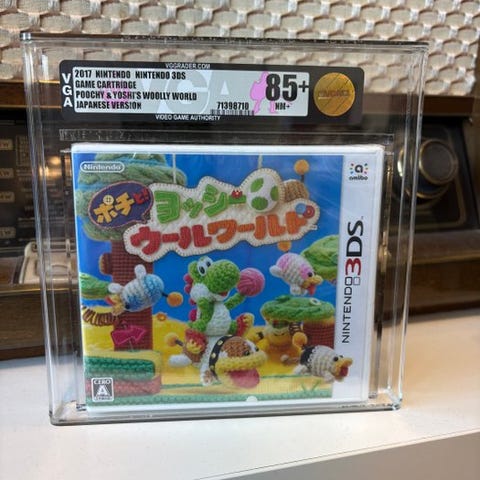 VGGRADER.COM
VGA
2017 NINTENDO NINTENDO 3DS
GAME CARTRIDGE
POOCHY & YOSHI'S WOOLLY WORLD
JAPANESE VERSION
71398710
85+
NM+
VIDEO GAME AUTHORITY
Nintendo
amiibo
ポチと!
ヨッシー
ウールワールド
NINTENDO 3DS
CERO
A